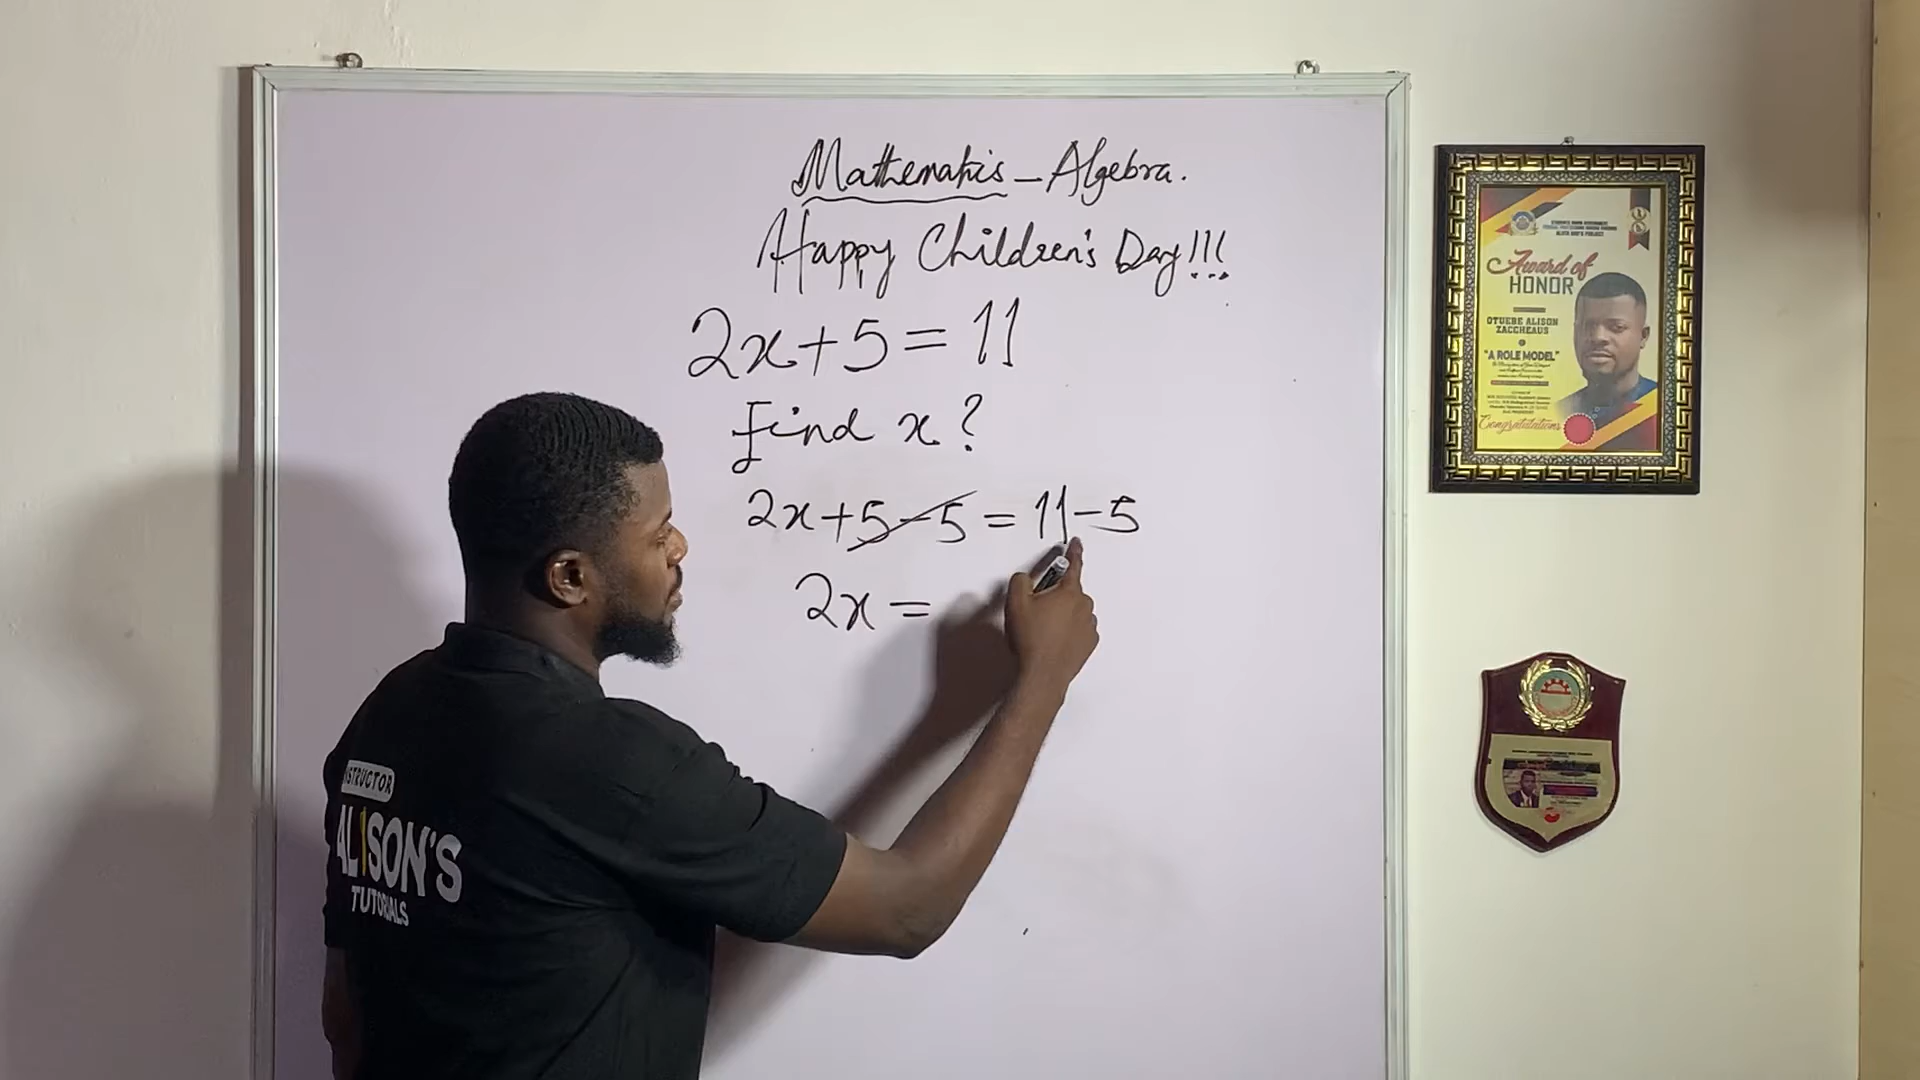 Mathematics - Algebra.
Happy Children's Day!!!
2x+5=11
Find x?
2x+5-5=11-5
2x=
Award of
HONOR
OTUEBE ALISON
ZACCHEAUS
"A ROLE MODEL"
Congratulations
STRUCTOR
ALISON'S
TUTORIALS